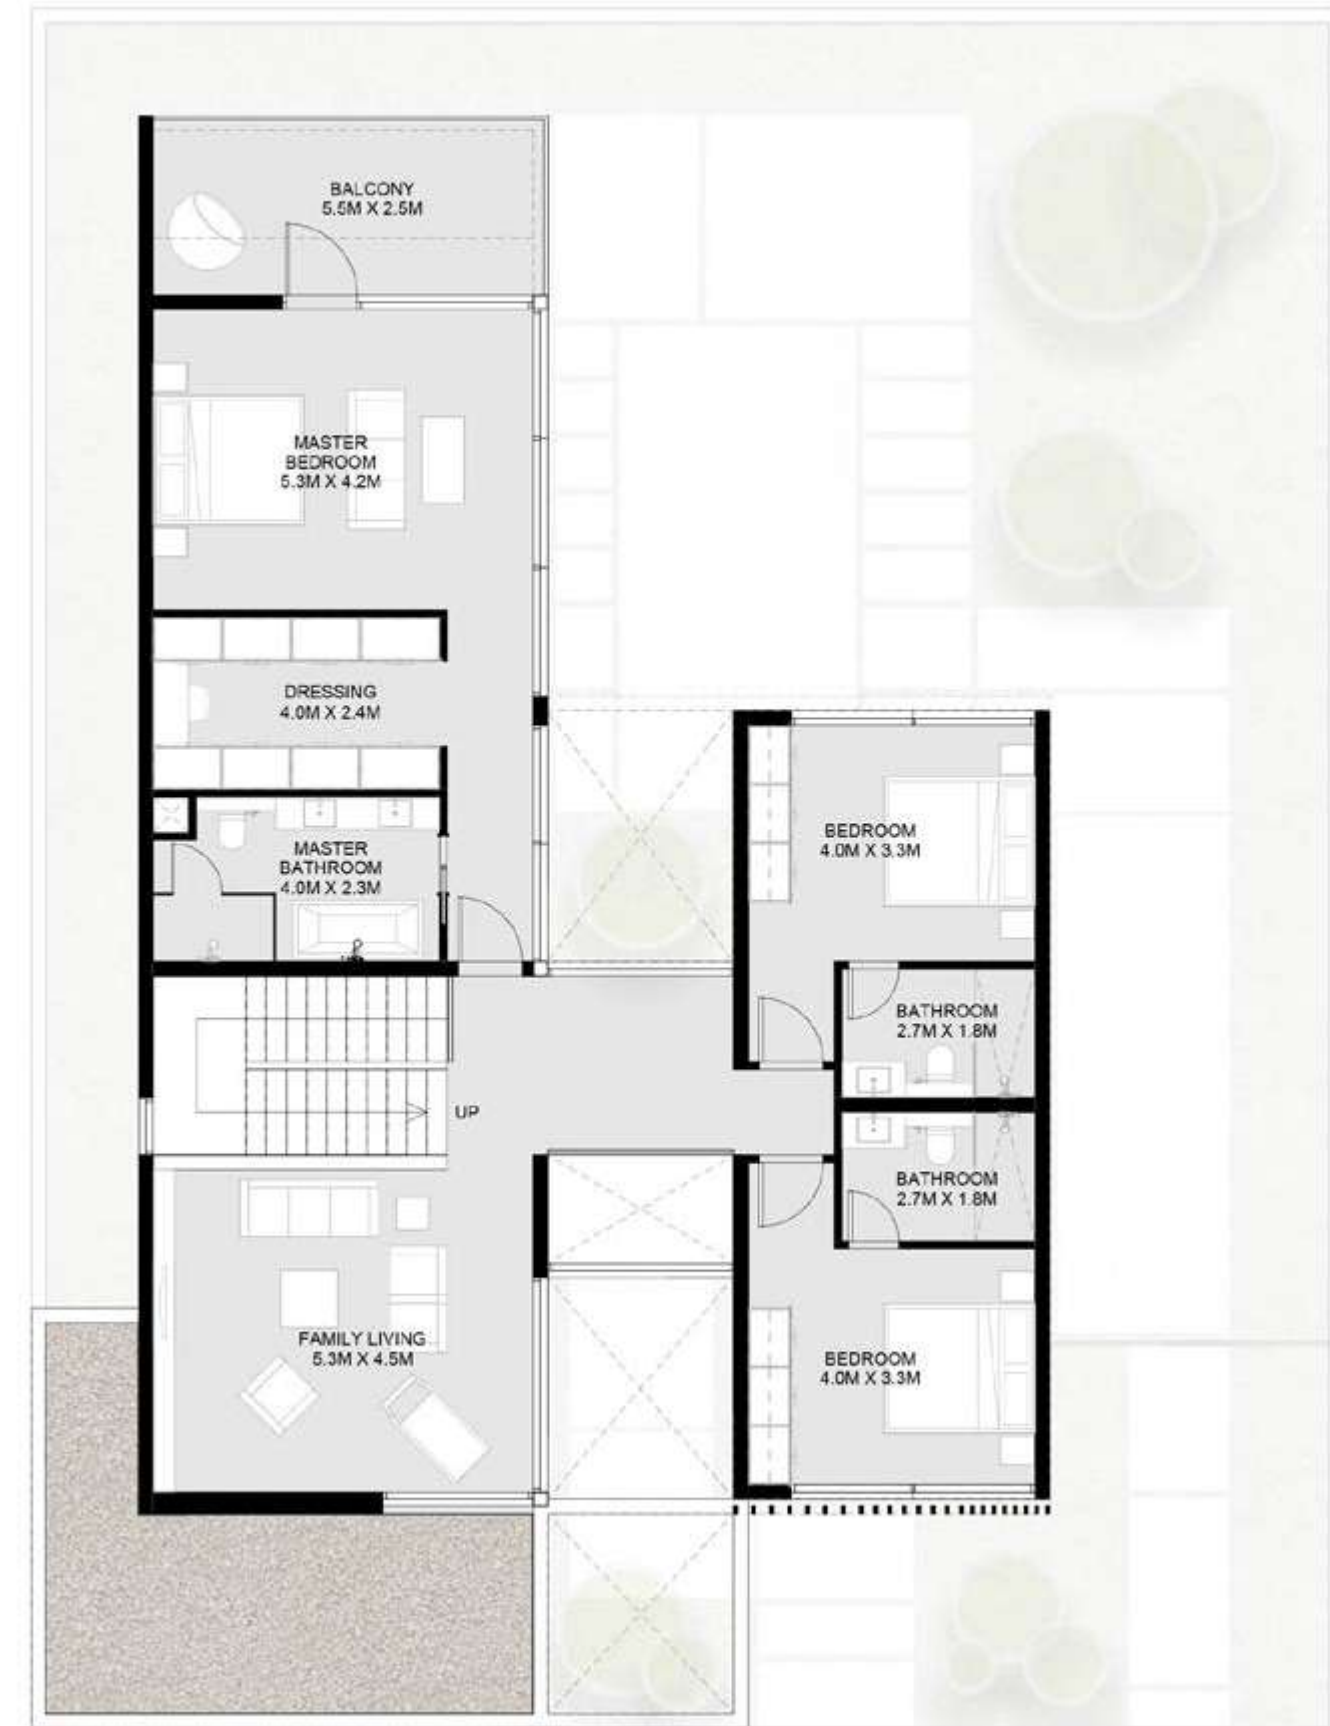 BALCONY
5.5M X 2.5M
MASTER
BEDROOM
5.3M X 4.2M
DRESSING
4.0M X 2.4M
MASTER
BATHROOM
4.0M X 2.3M
BEDROOM
4.0M X 3.3M
BATHROOM
2.7M X 1.8M
UP
BATHROOM
2.7M X 1.8M
FAMILY LIVING
5.3M X 4.5M
BEDROOM
4.0M X 3.3M